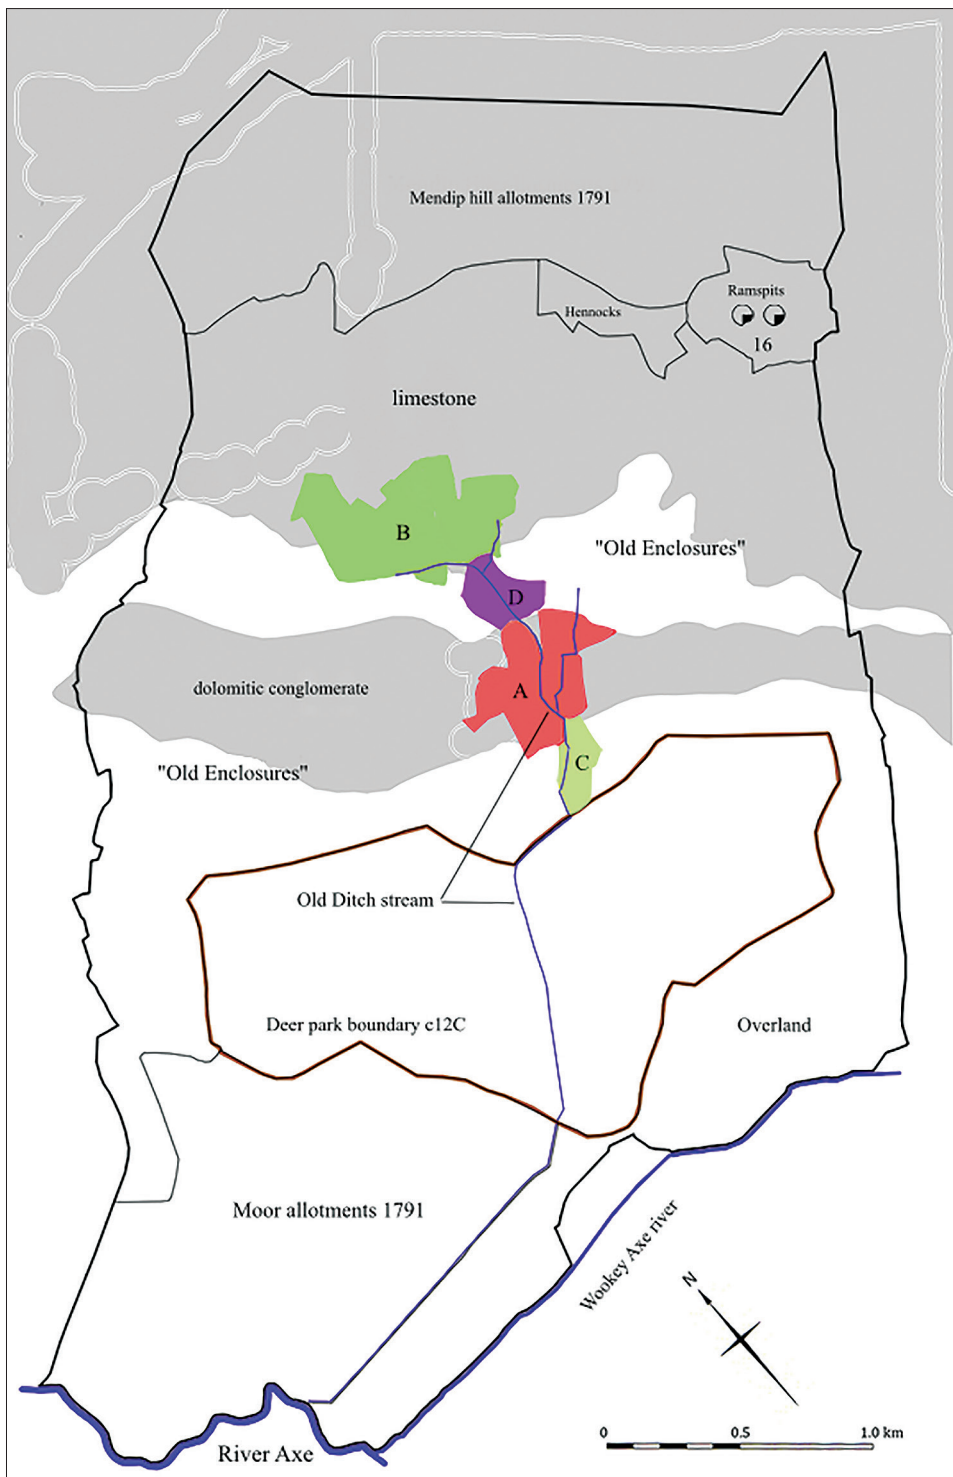 Mendip hill allotments 1791
Ramspits
Hennocks
16
limestone
B
"Old Enclosures"
D
dolomitic conglomerate
A
"Old Enclosures"
C
Old Ditch stream
Deer park boundary c12C
Overland
Moor allotments 1791
Wookey Axe river
N
River Axe
0
0.5
1.0 km